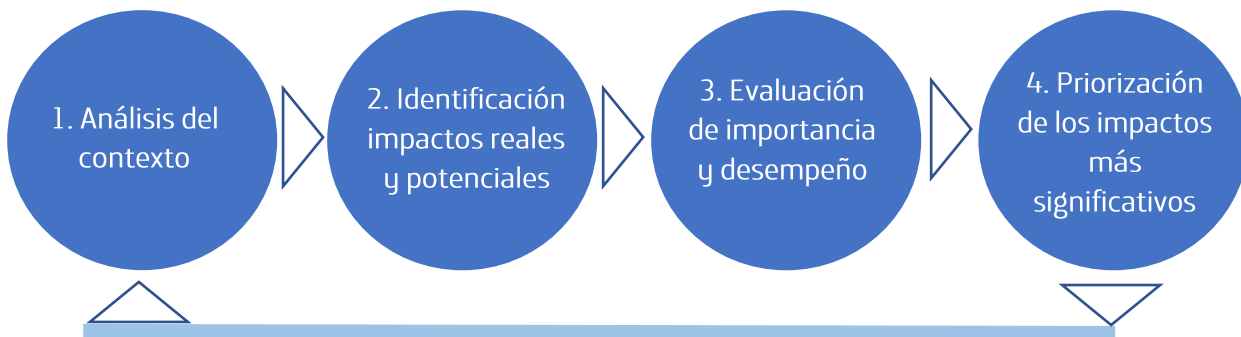 1. Análisis del
contexto
2. Identificación
impactos reales
y potenciales
3. Evaluación
de importancia
y desempeño
4. Priorización
de los impactos
más
significativos